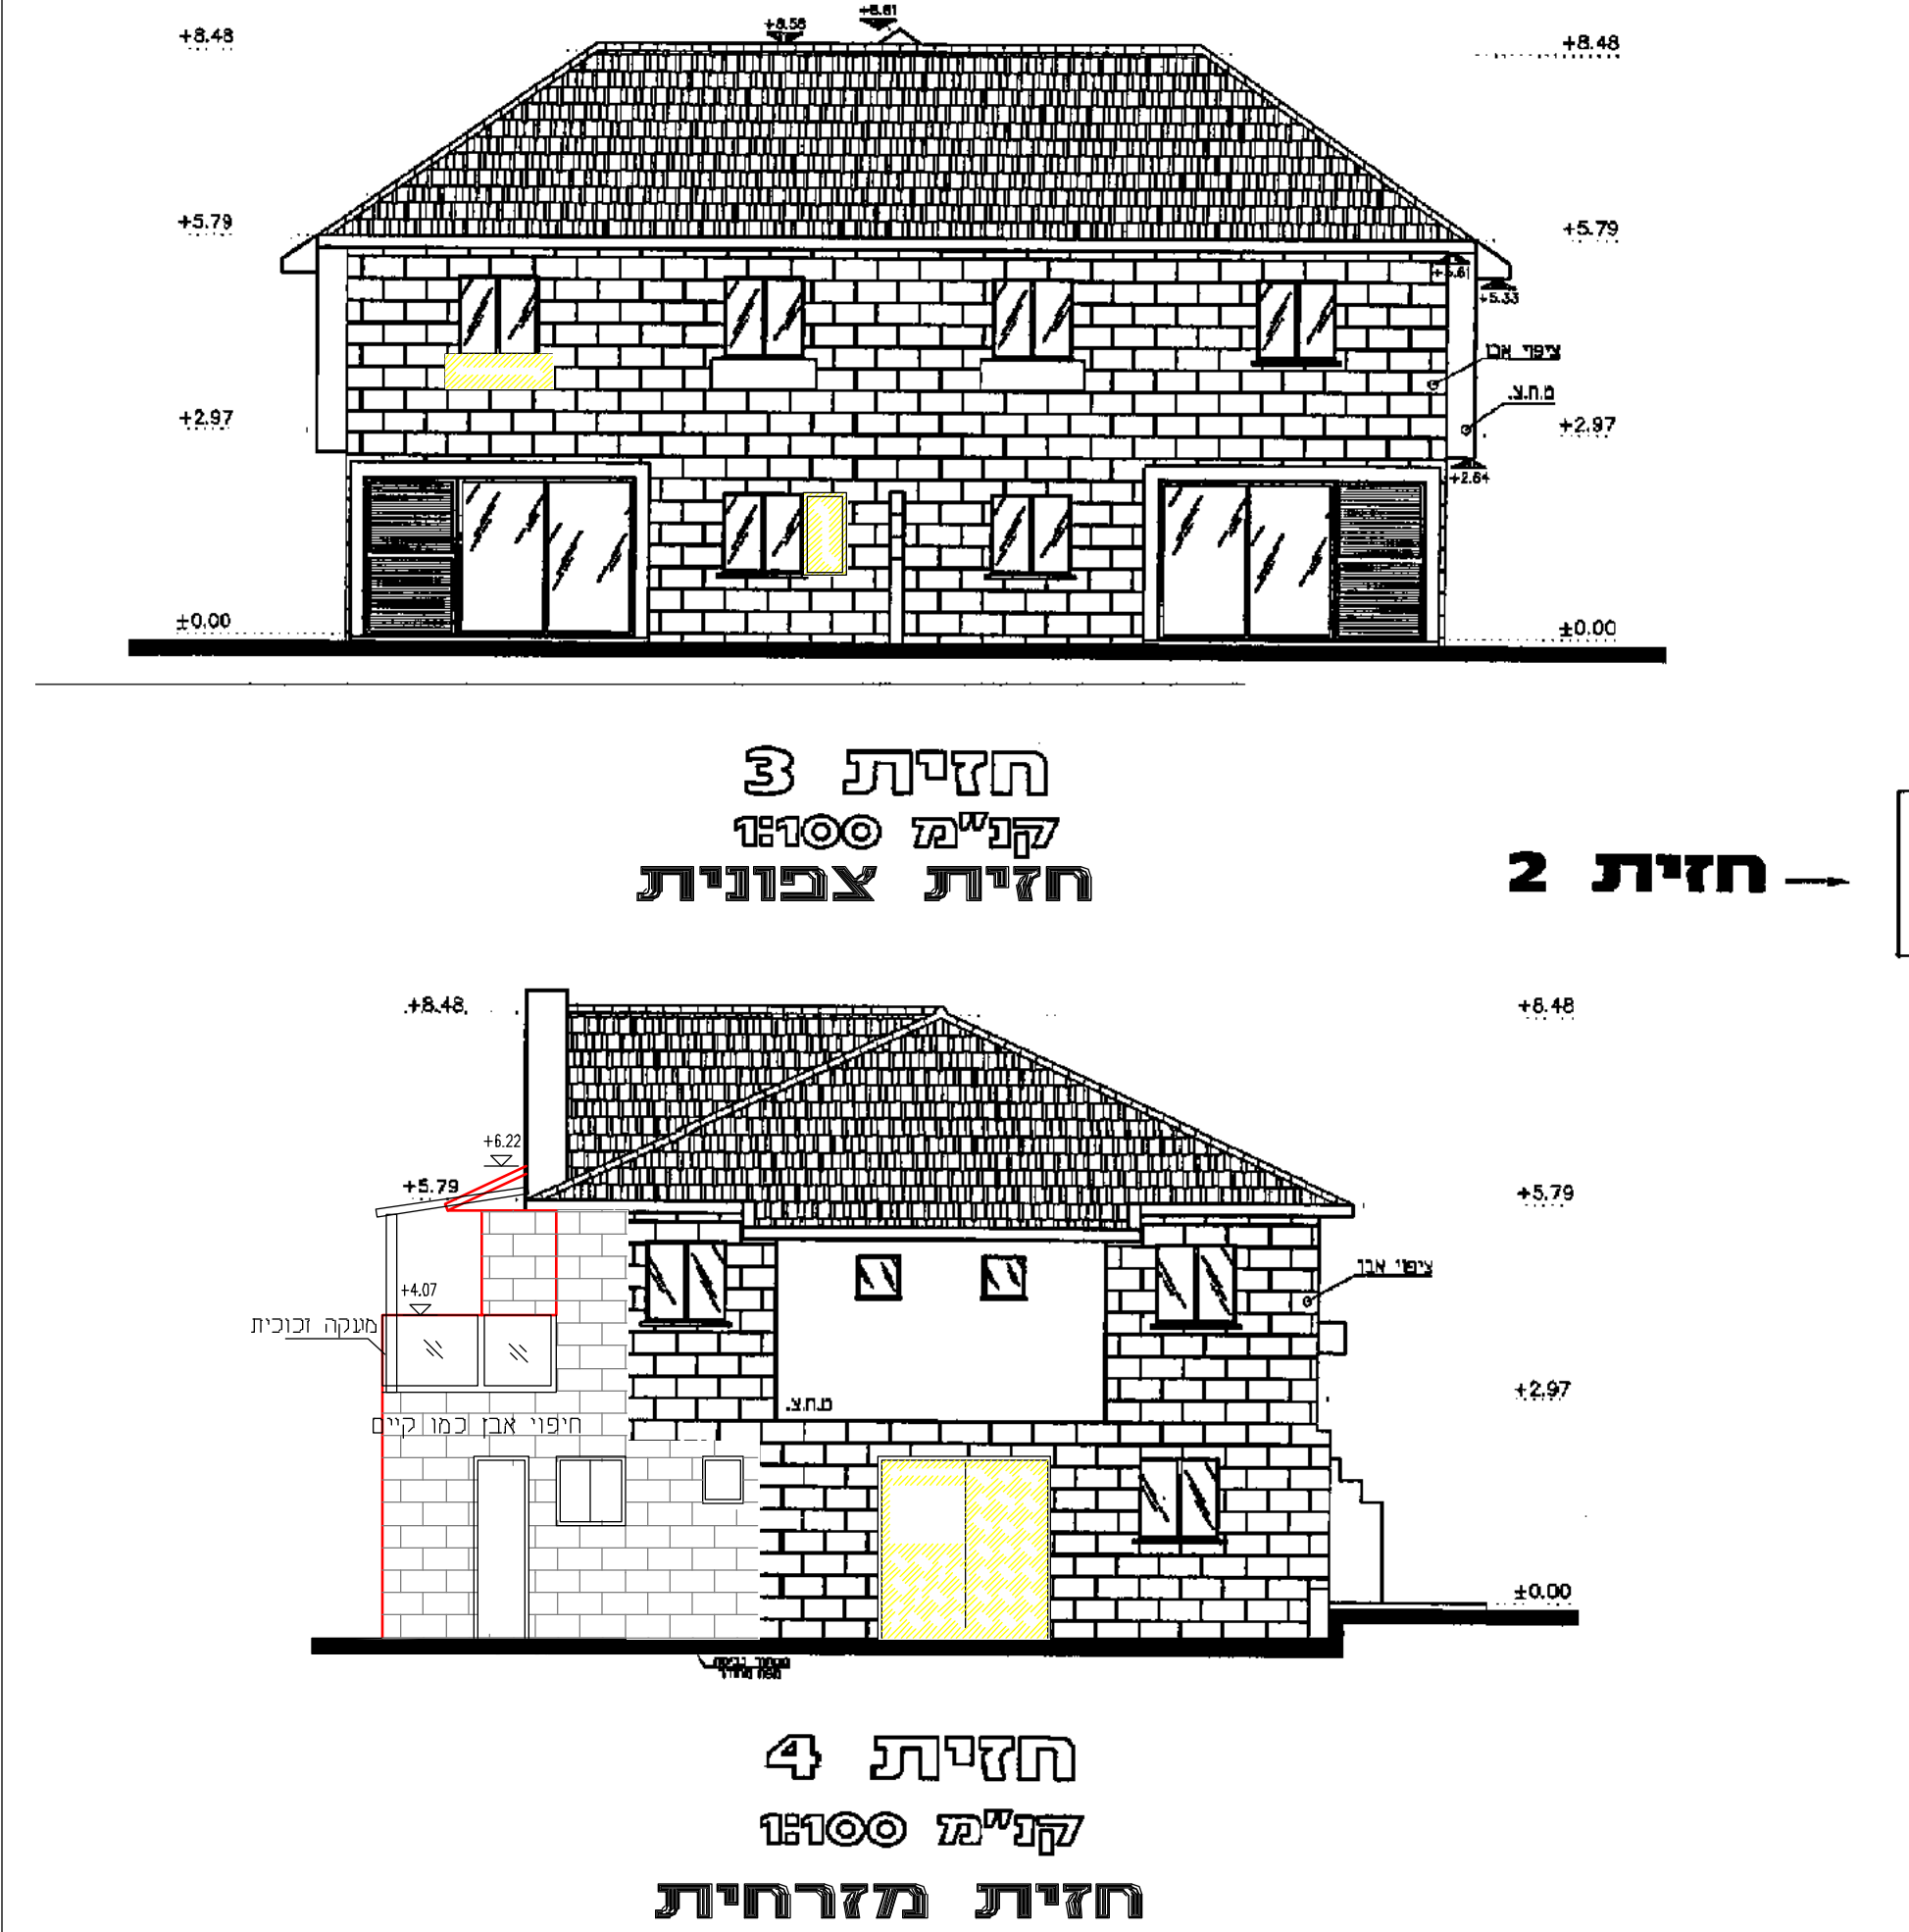 +8.61
+8.58
+8.48
+8.48
+5.79
+5.79
+5.61
+5.33
ציפוי אבן
מ.ח.צ.
+2.97
+2.97
+2.64
±0.00
±0.00
חזית 3
קנ"מ 1:100
חזית צפונית
חזית 2
+8.48
+8.48
+6.22
+5.79
+5.79
ציפוי אבן
+4.07
מעקה זכוכית
+2.97
מ.ח.צ.
חיפוי אבן כמו קיים
±0.00
חזית 4
קנ"מ 1:100
חזית מזרחית